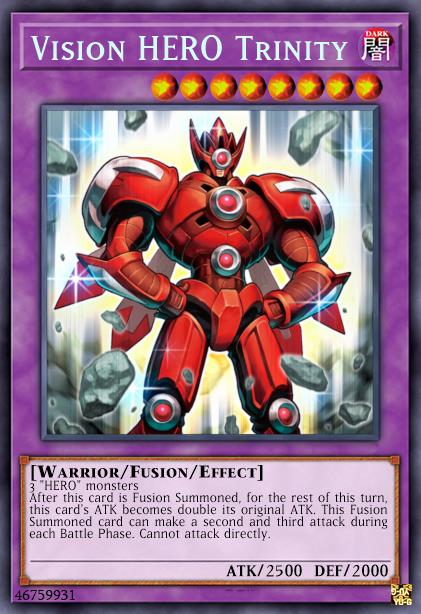 VISION HERO TRINITY
DARK
闇
[WARRIOR/FUSION/EFFECT]
3 "HERO" monsters
After this card is Fusion Summoned, for the rest of this turn,
this card's ATK becomes double its original ATK. This Fusion
Summoned card can make a second and third attack during
each Battle Phase. Cannot attack directly.
ATK/2500 DEF/2000
46759931